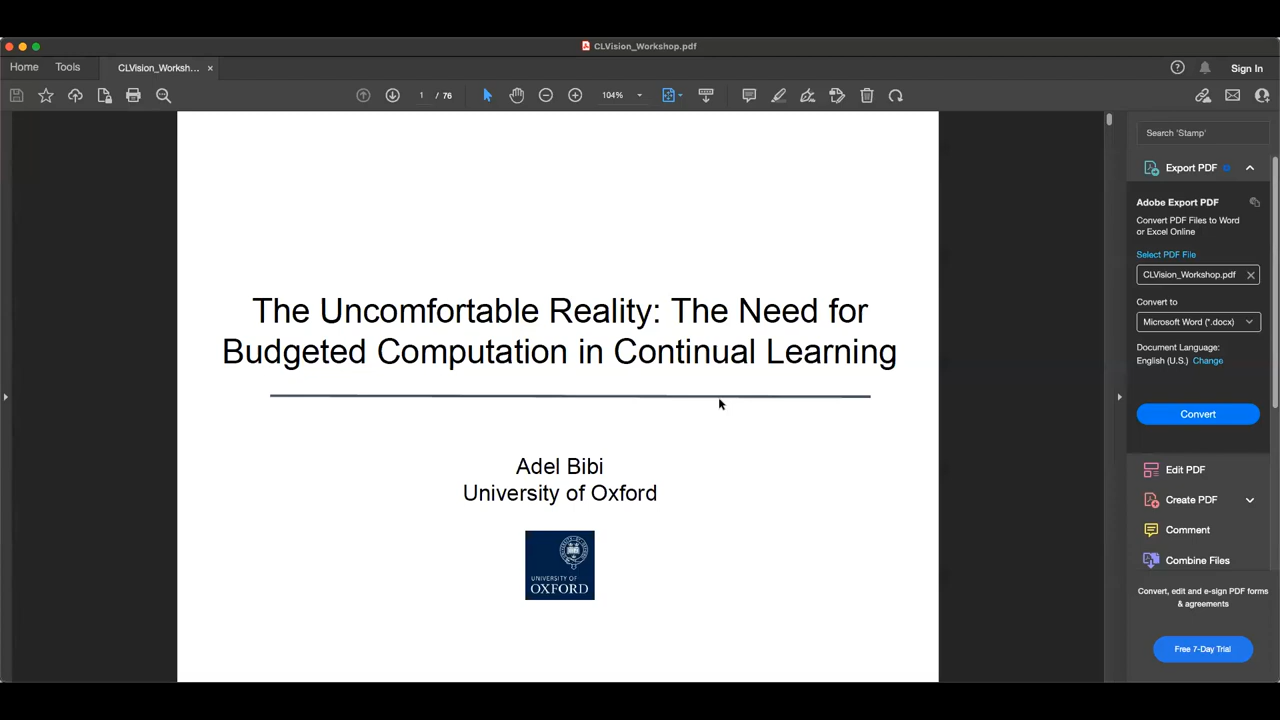 CLVision_Workshop.pdf
Home
Tools
CLVision_Worksh...
Sign In
1 / 76
104%
Search 'Stamp'
Export PDF
Adobe Export PDF
Convert PDF Files to Word
or Excel Online
Select PDF File
CLVision_Workshop.pdf
Convert to
Microsoft Word (*.docx)
Document Language:
English (U.S.) Change
Convert
Edit PDF
Create PDF
Comment
Combine Files
Convert, edit and e-sign PDF forms
& agreements
Free 7-Day Trial
The Uncomfortable Reality: The Need for
Budgeted Computation in Continual Learning
Adel Bibi
University of Oxford
UNIVERSITY OF
OXFORD